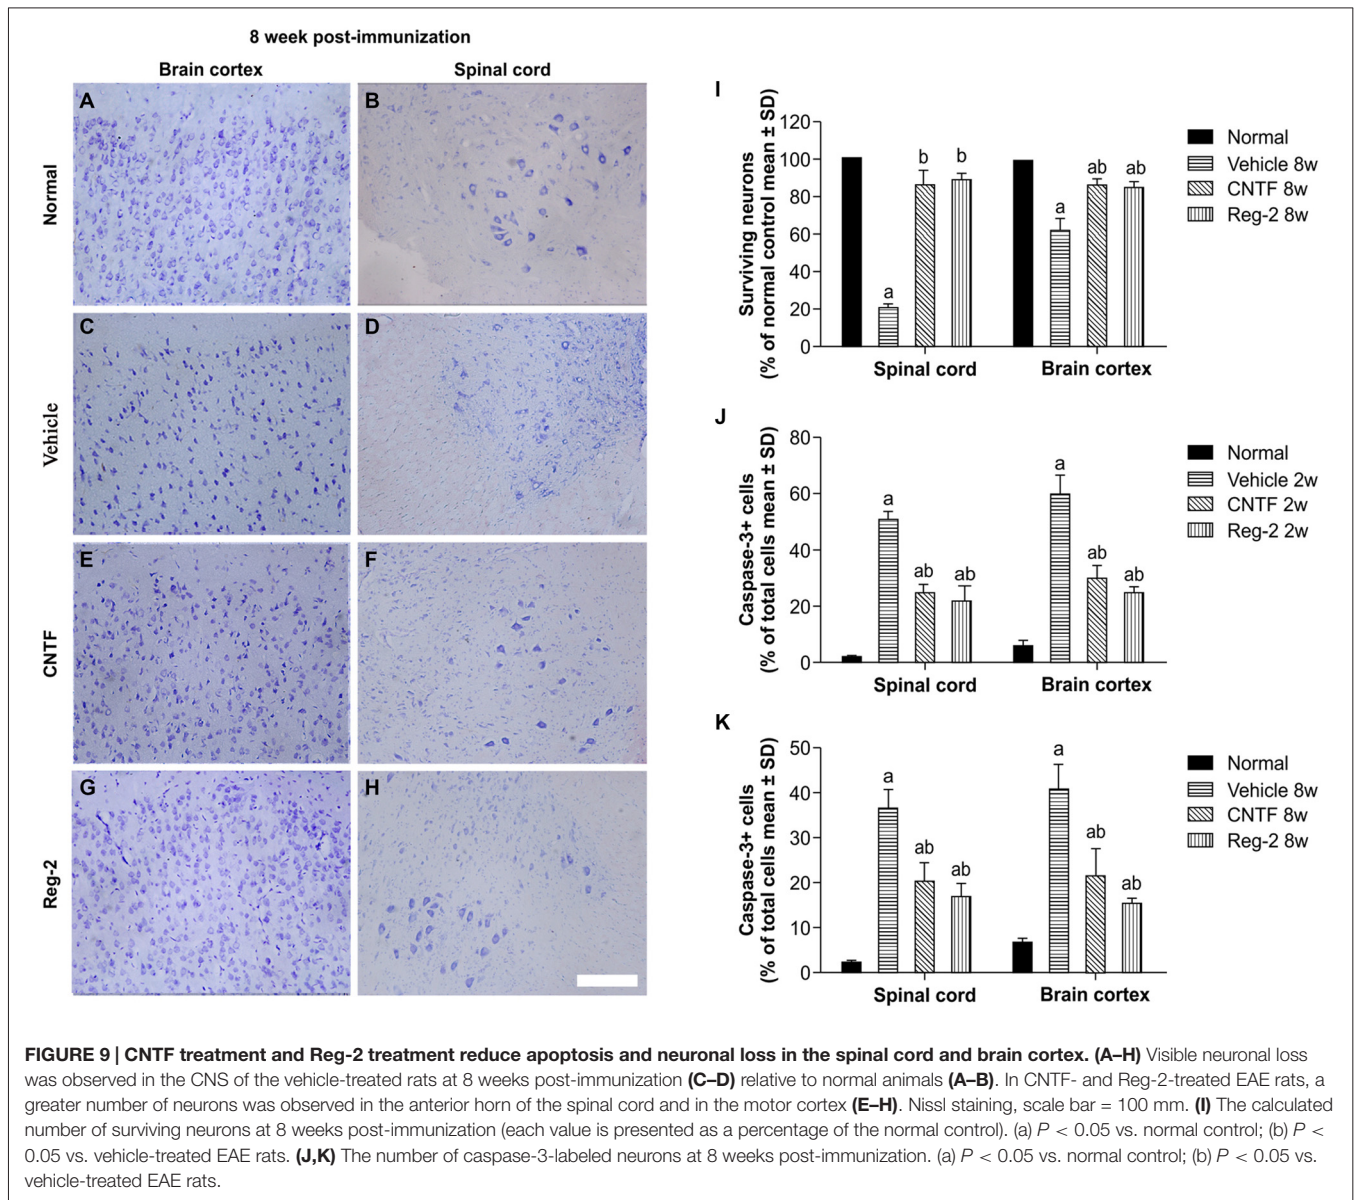 8 week post-immunization
Brain cortex
Spinal cord
A
B
Normal
C
D
Vehicle
E
F
CNTF
G
H
Reg-2
I
Surviving neurons
(% of normal control mean ± SD)
120
100
80
60
40
20
0
a
b
b
a
ab
ab
Spinal cord
Brain cortex
Normal
Vehicle 8w
CNTF 8w
Reg-2 8w
J
Caspase-3+ cells
(% of total cells mean ± SD)
80
60
40
20
0
a
ab
ab
a
ab
ab
Spinal cord
Brain cortex
Normal
Vehicle 2w
CNTF 2w
Reg-2 2w
K
Caspase-3+ cells
(% of total cells mean ± SD)
50
40
30
20
10
0
a
ab
ab
a
ab
ab
Spinal cord
Brain cortex
Normal
Vehicle 8w
CNTF 8w
Reg-2 8w
FIGURE 9 | CNTF treatment and Reg-2 treatment reduce apoptosis and neuronal loss in the spinal cord and brain cortex. (A–H) Visible neuronal loss
was observed in the CNS of the vehicle-treated rats at 8 weeks post-immunization (C–D) relative to normal animals (A–B). In CNTF- and Reg-2-treated EAE rats, a
greater number of neurons was observed in the anterior horn of the spinal cord and in the motor cortex (E–H). Nissl staining, scale bar = 100 mm. (I) The calculated
number of surviving neurons at 8 weeks post-immunization (each value is presented as a percentage of the normal control). (a) P < 0.05 vs. normal control; (b) P <
0.05 vs. vehicle-treated EAE rats. (J,K) The number of caspase-3-labeled neurons at 8 weeks post-immunization. (a) P < 0.05 vs. normal control; (b) P < 0.05 vs.
vehicle-treated EAE rats.